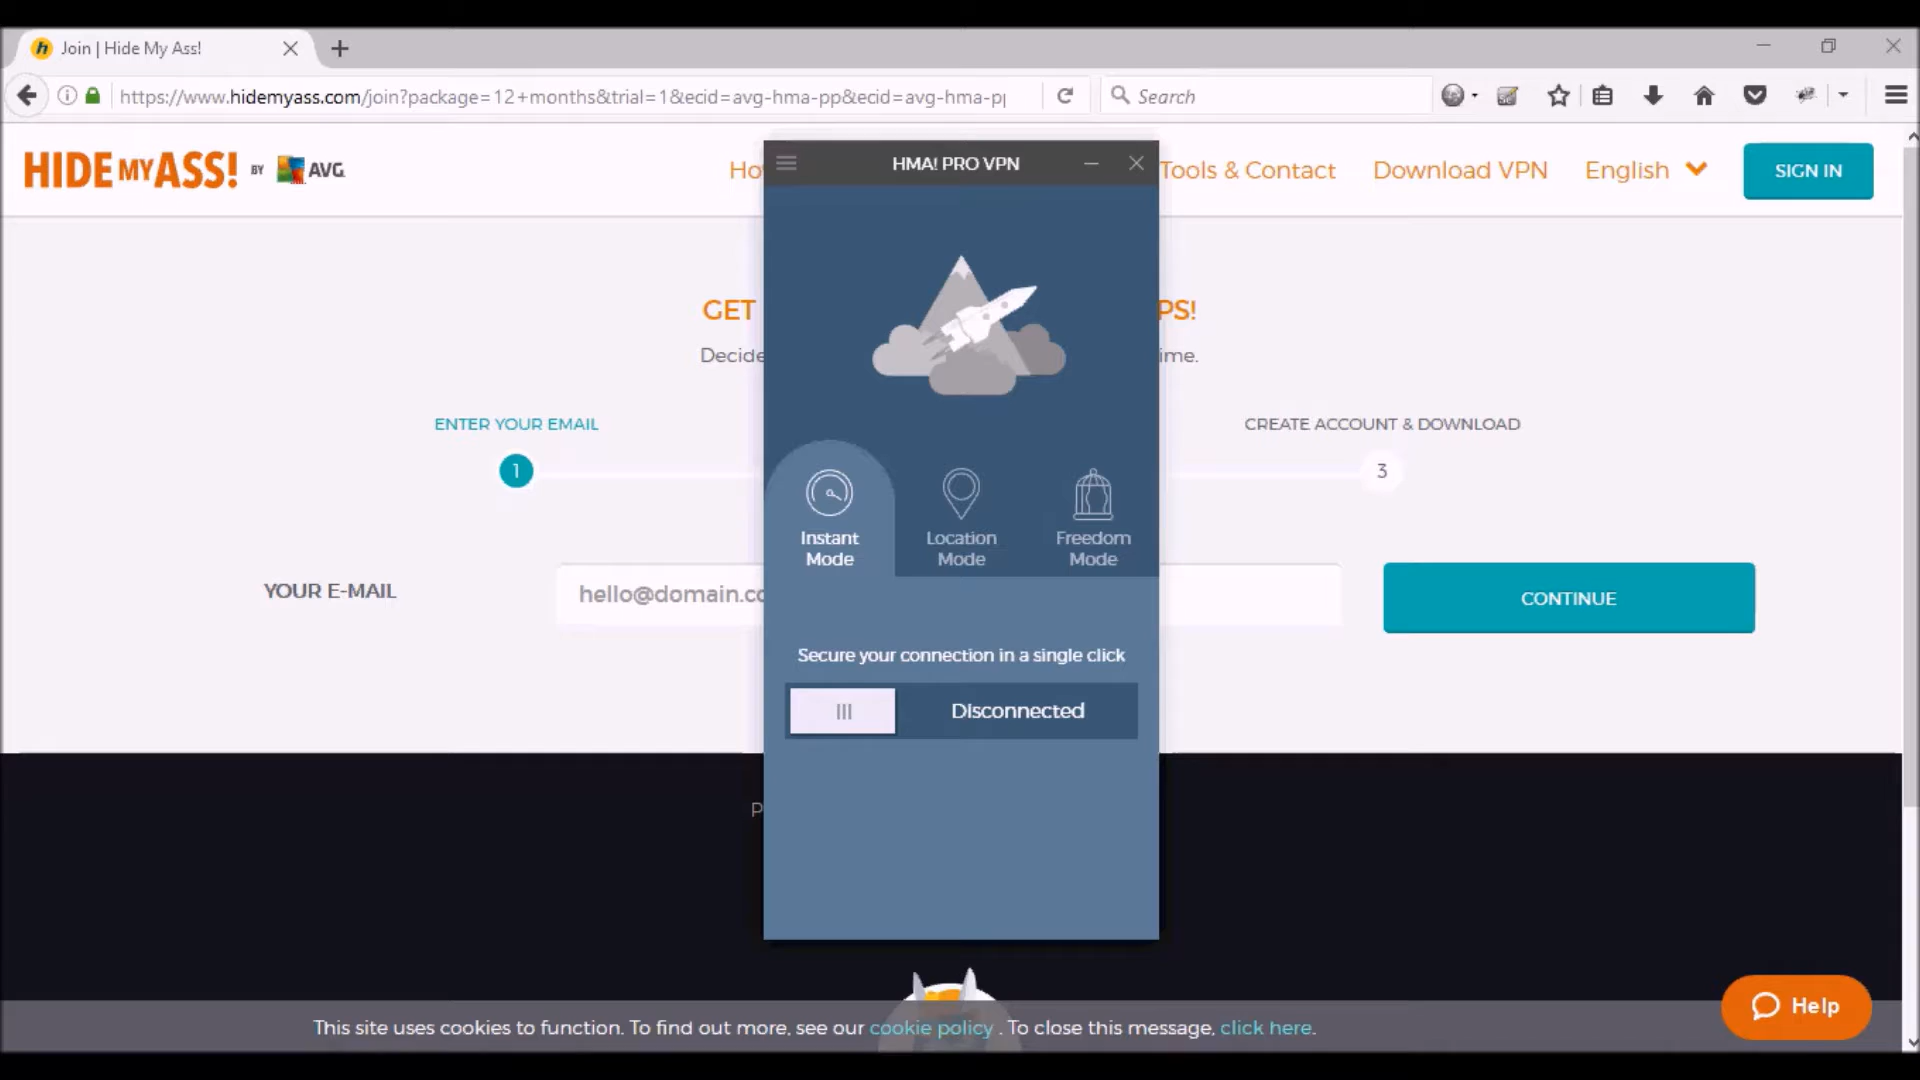 h Join | Hide My Ass!
https://www.hidemyass.com/join?package=12+months&trial=1&ecid=avg-hma-pp&ecid=avg-hma-p
Search
HIDE MY ASS! BY AVG
Ho
Tools & Contact
Download VPN
English
SIGN IN
HMA! PRO VPN
GET
PS!
Decide
ime.
ENTER YOUR EMAIL
CREATE ACCOUNT & DOWNLOAD
1
3
Instant
Mode
Location
Mode
Freedom
Mode
YOUR E-MAIL
hello@domain.co
CONTINUE
Secure your connection in a single click
Disconnected
P
This site uses cookies to function. To find out more, see our cookie policy . To close this message, click here.
Help